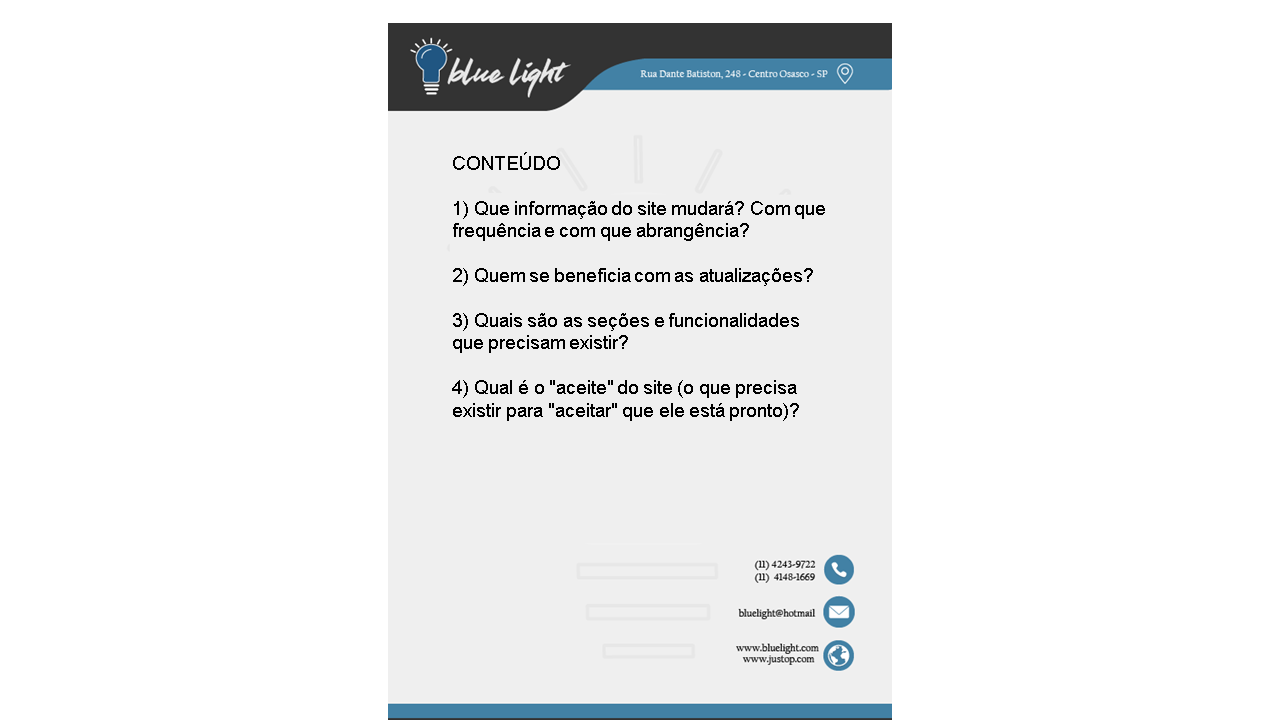 blue light
Rua Dante Batiston, 248 - Centro Osasco - SP
CONTEÚDO
1) Que informação do site mudará? Com que
frequência e com que abrangência?
2) Quem se beneficia com as atualizações?
3) Quais são as seções e funcionalidades
que precisam existir?
4) Qual é o "aceite" do site (o que precisa
existir para "aceitar" que ele está pronto)?
(11) 4243-9722
(11) 4148-1669
bluelight@hotmail
www.bluelight.com
www.justop.com